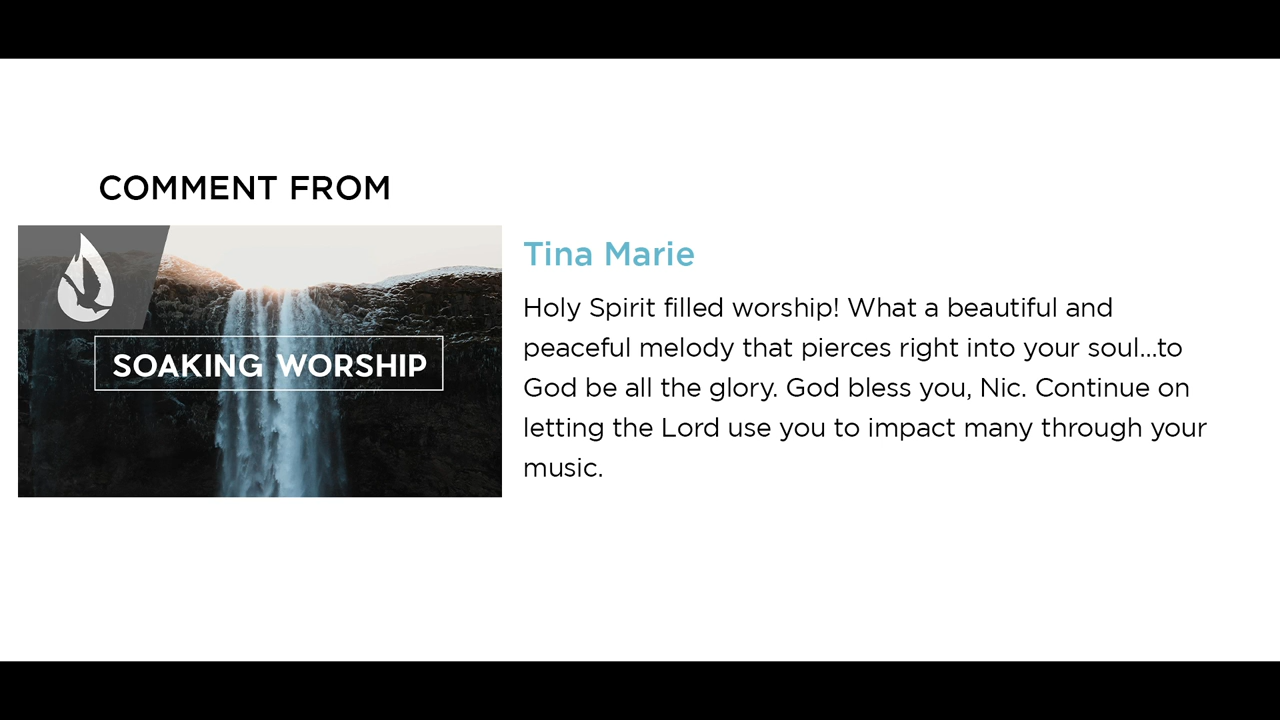 COMMENT FROM
SOAKING WORSHIP
Tina Marie
Holy Spirit filled worship! What a beautiful and
peaceful melody that pierces right into your soul...to
God be all the glory. God bless you, Nic. Continue on
letting the Lord use you to impact many through your
music.